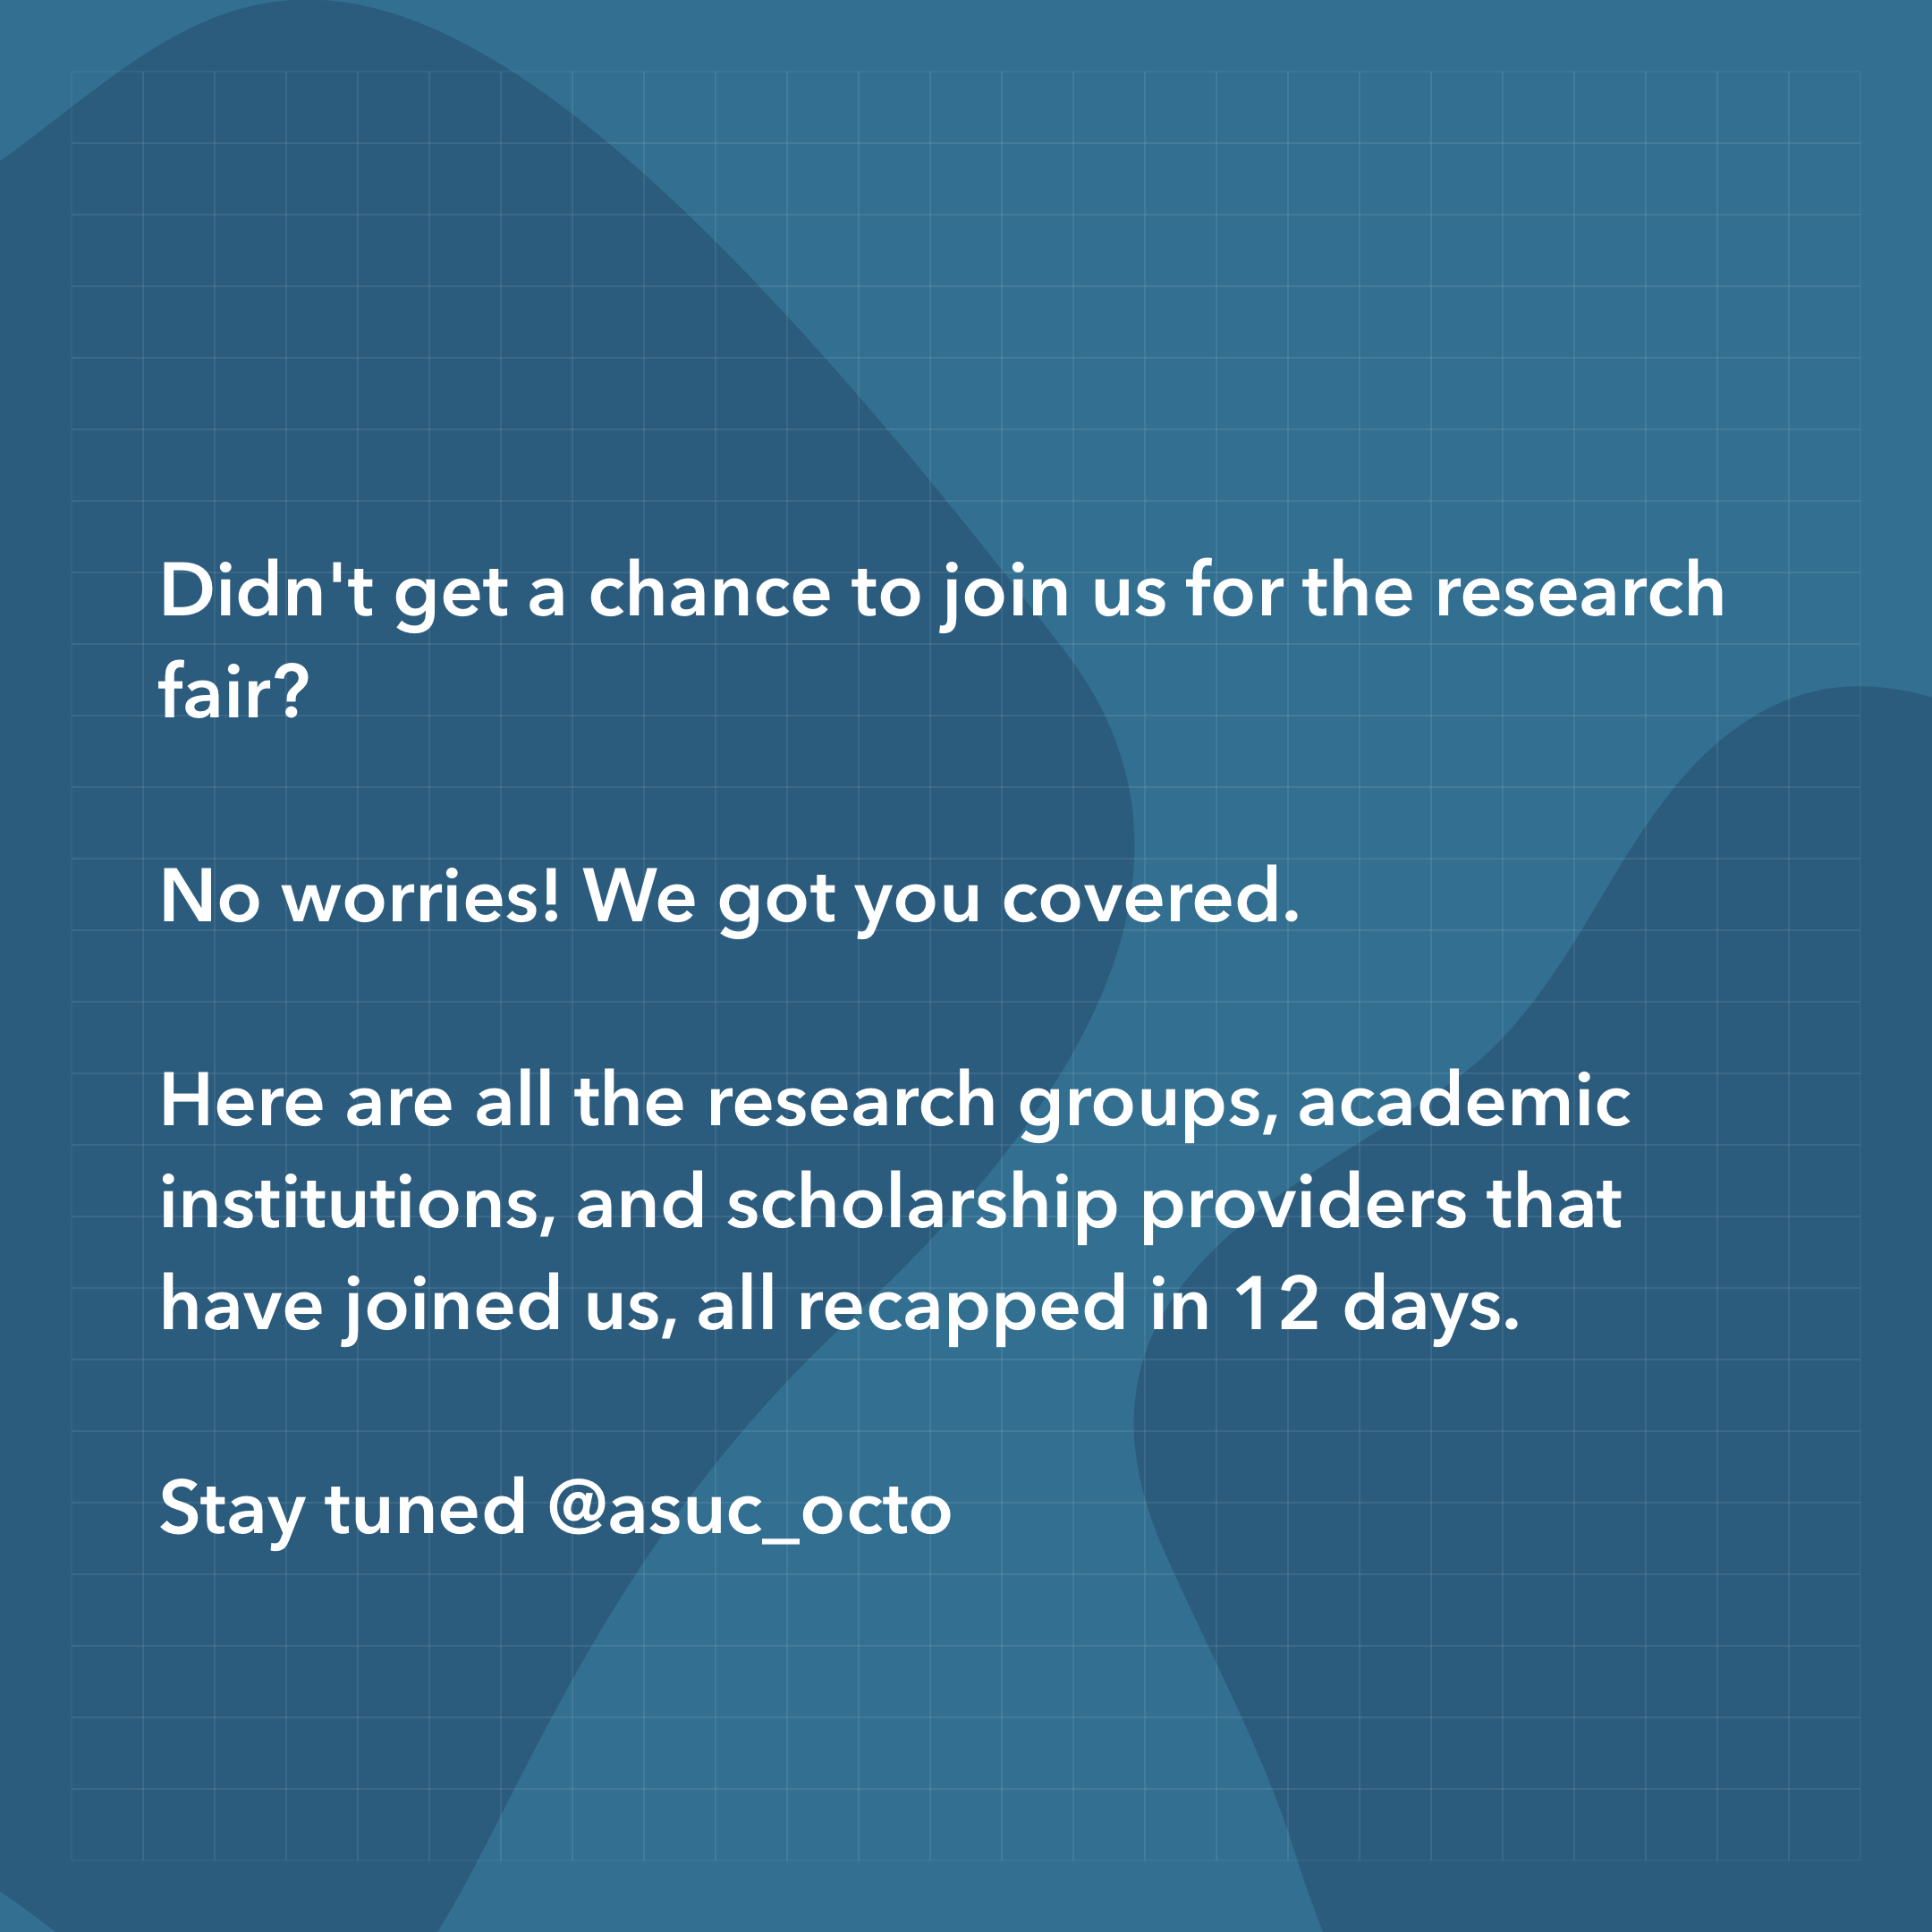 Didn't get a chance to join us for the research
fair?
No worries! We got you covered.
Here are all the research groups, academic
institutions, and scholarship providers that
have joined us, all recapped in 12 days.
Stay tuned @asuc_octo